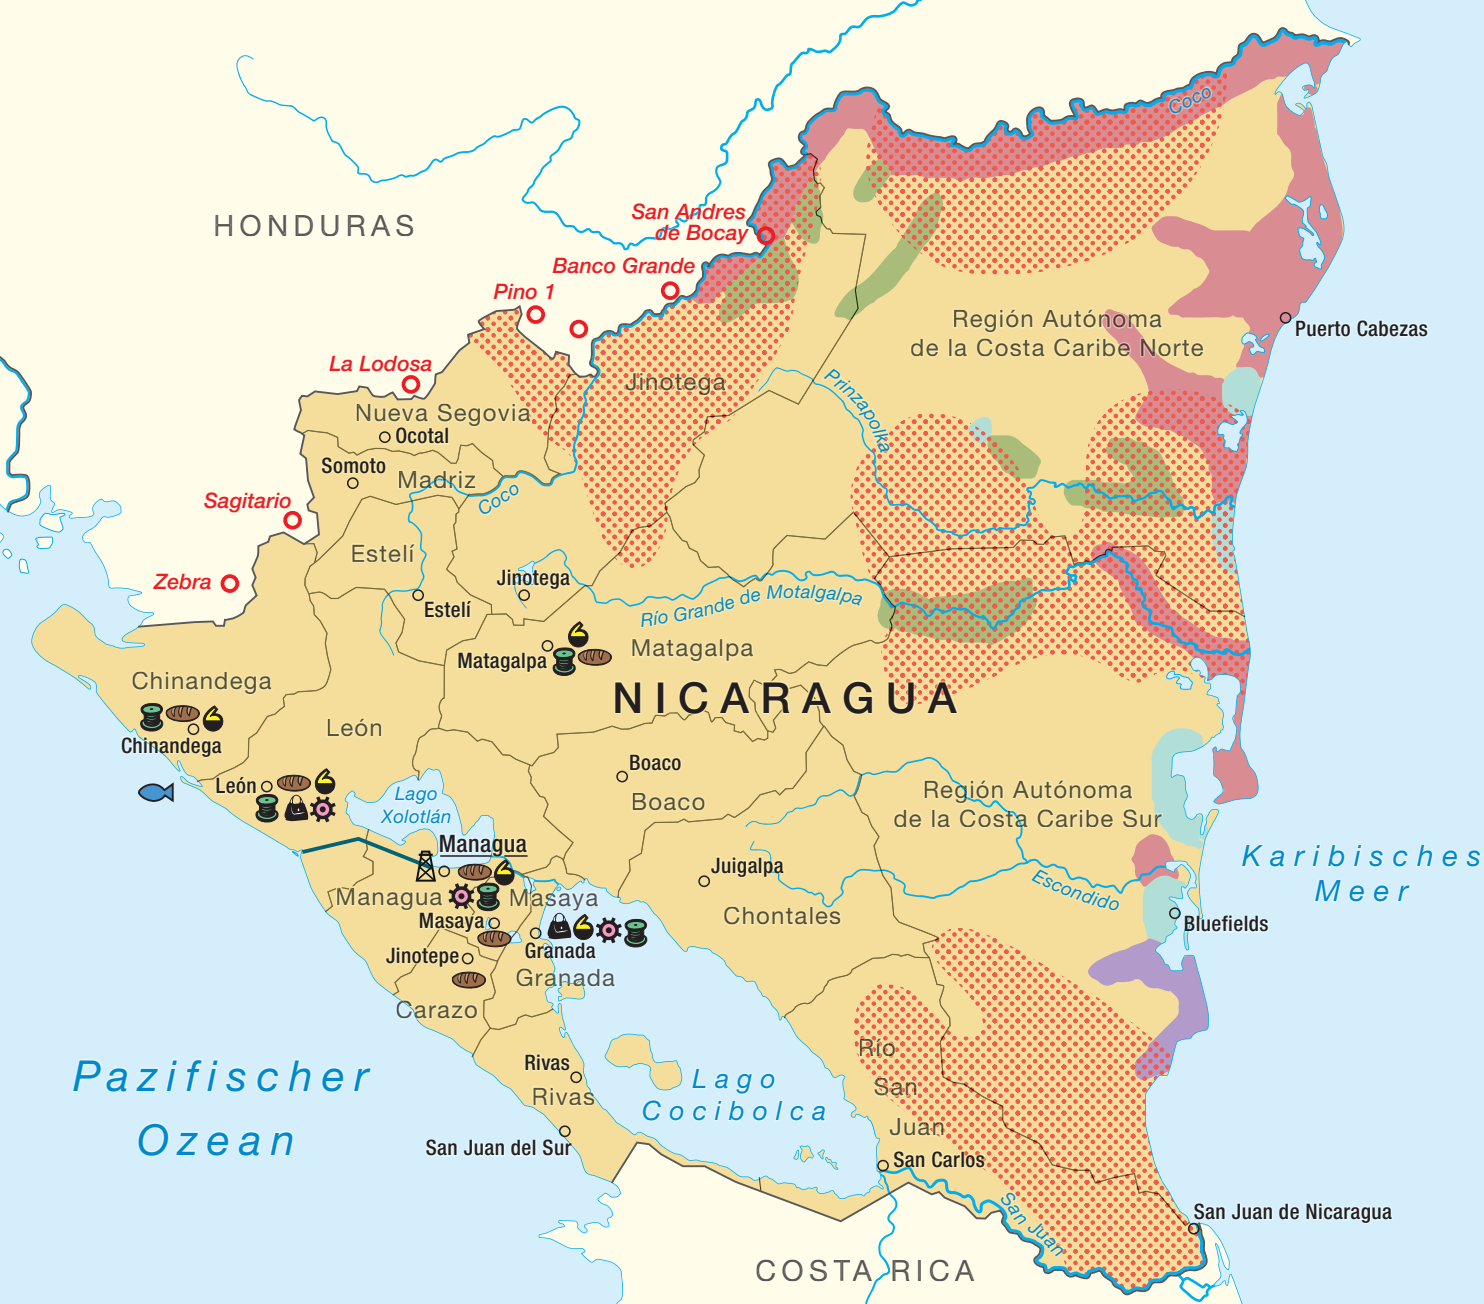 Coco
HONDURAS
San Andres
de Bocay
Banco Grande
Pino 1
La Lodosa
Región Autónoma
de la Costa Caribe Norte
Puerto Cabezas
Jinotega
Prinzapolka
Nueva Segovia
Ocotal
Somoto
Madriz
Coco
Sagitario
Estelí
Zebra
Jinotega
Estelí
Río Grande de Motalgalpa
Matagalpa
Matagalpa
NICARAGUA
Chinandega
Chinandega
León
León
Boaco
Boaco
Lago
Xolotlán
Región Autónoma
de la Costa Caribe Sur
Managua
Juigalpa
Karibisches
Meer
Escondido
Managua
Masaya
Masaya
Chontales
Bluefields
Granada
Jinotepe
Granada
Carazo
Río
San
Juan
Pazifischer
Ozean
Rivas
Rivas
Lago
Cocibolca
San Juan del Sur
San Carlos
San Juan
San Juan de Nicaragua
COSTA RICA